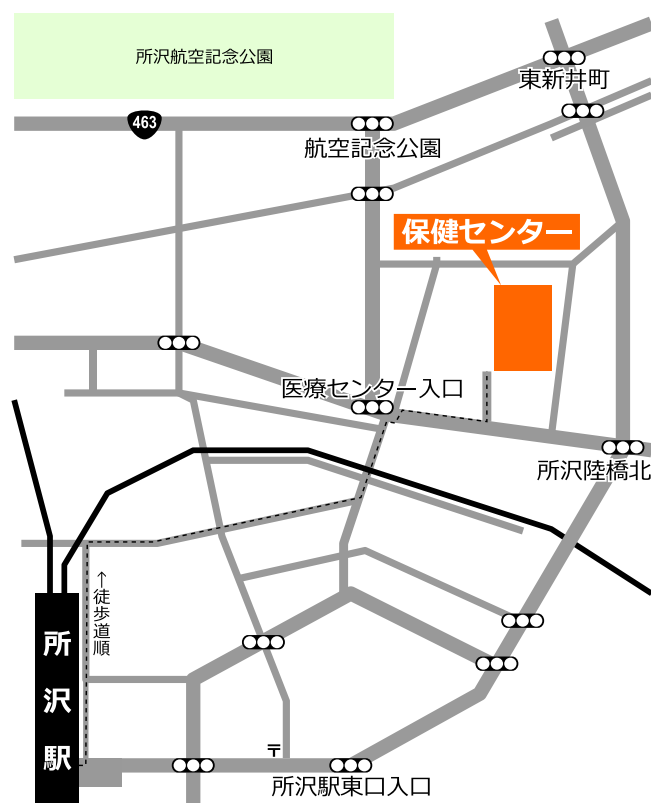 所沢航空記念公園
東新井町
463
航空記念公園
保健センター
医療センター入口
所沢陸橋北
←徒歩道順
所沢駅
〒
所沢駅東口入口